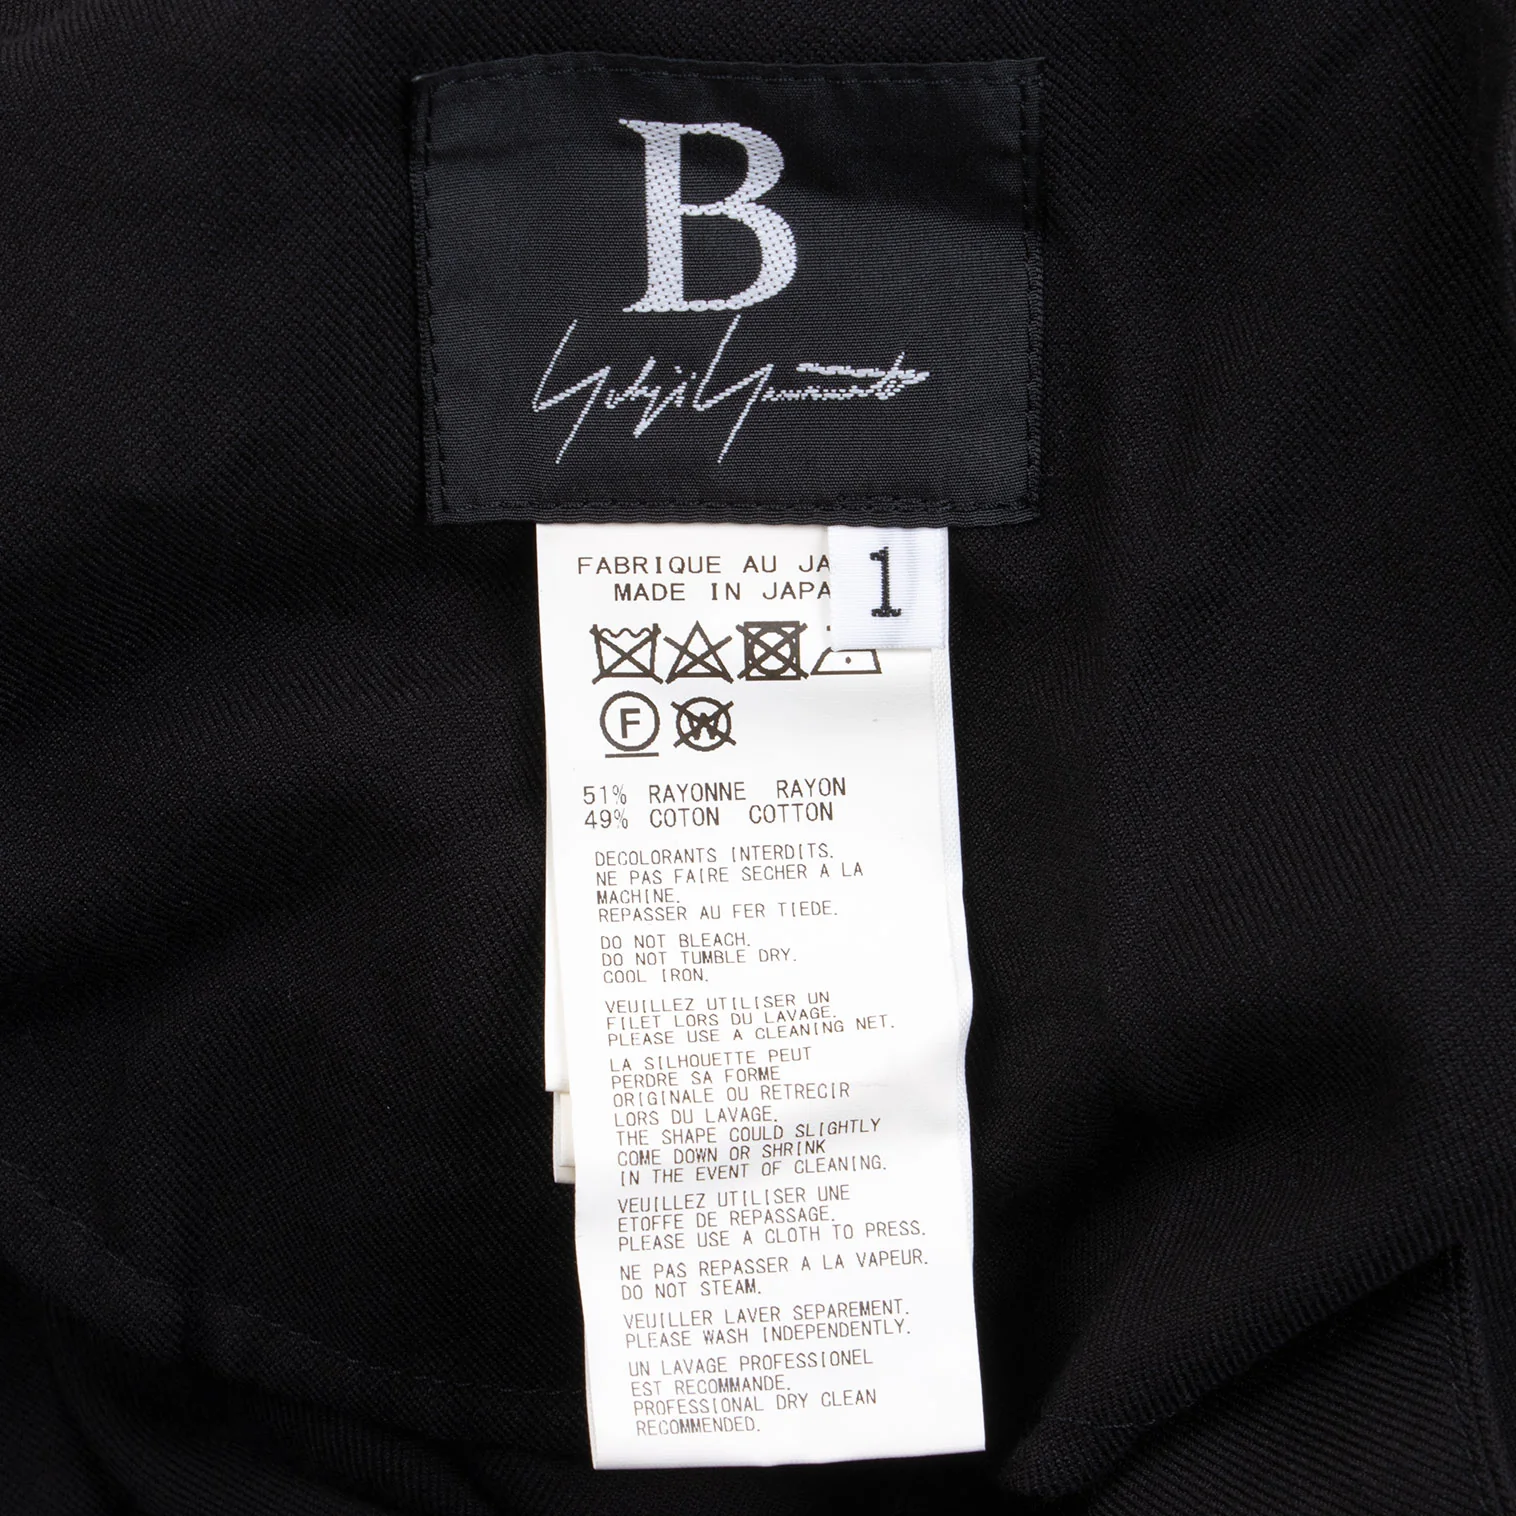 B
Yohji Yamamoto
1
FABRIQUE AU JA
MADE IN JAPA
F
W
51% RAYONNE RAYON
49% COTON COTTON
DECOLORANTS INTERDITS.
NE PAS FAIRE SECHER A LA
MACHINE.
REPASSER AU FER TIEDE.
DO NOT BLEACH.
DO NOT TUMBLE DRY.
COOL IRON.
VEUILLEZ UTILISER UN
FILET LORS DU LAVAGE.
PLEASE USE A CLEANING NET.
LA SILHOUETTE PEUT
PERDRE SA FORME
ORIGINALE OU RETRECIR
LORS DU LAVAGE.
THE SHAPE COULD SLIGHTLY
COME DOWN OR SHRINK
IN THE EVENT OF CLEANING.
VEUILLEZ UTILISER UNE
ETOFFE DE REPASSAGE.
PLEASE USE A CLOTH TO PRESS.
NE PAS REPASSER A LA VAPEUR.
DO NOT STEAM.
VEUILLER LAVER SEPAREMENT.
PLEASE WASH INDEPENDENTLY.
UN LAVAGE PROFESSIONEL
EST RECOMMANDE.
PROFESSIONAL DRY CLEAN
RECOMMENDED.